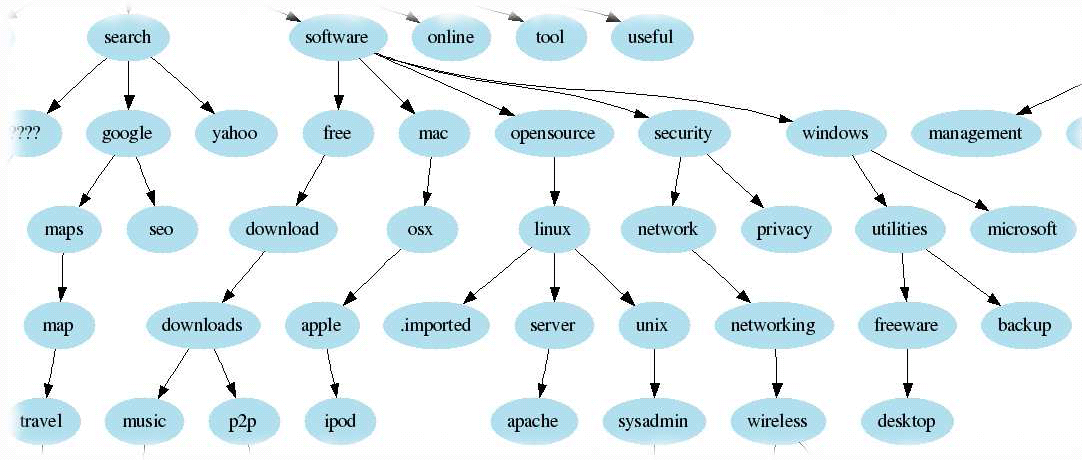 search software online tool useful
???? google yahoo free mac opensource security windows management
maps seo download osx linux network privacy utilities microsoft
map downloads apple .imported server unix networking freeware backup
travel music p2p ipod apache sysadmin wireless desktop